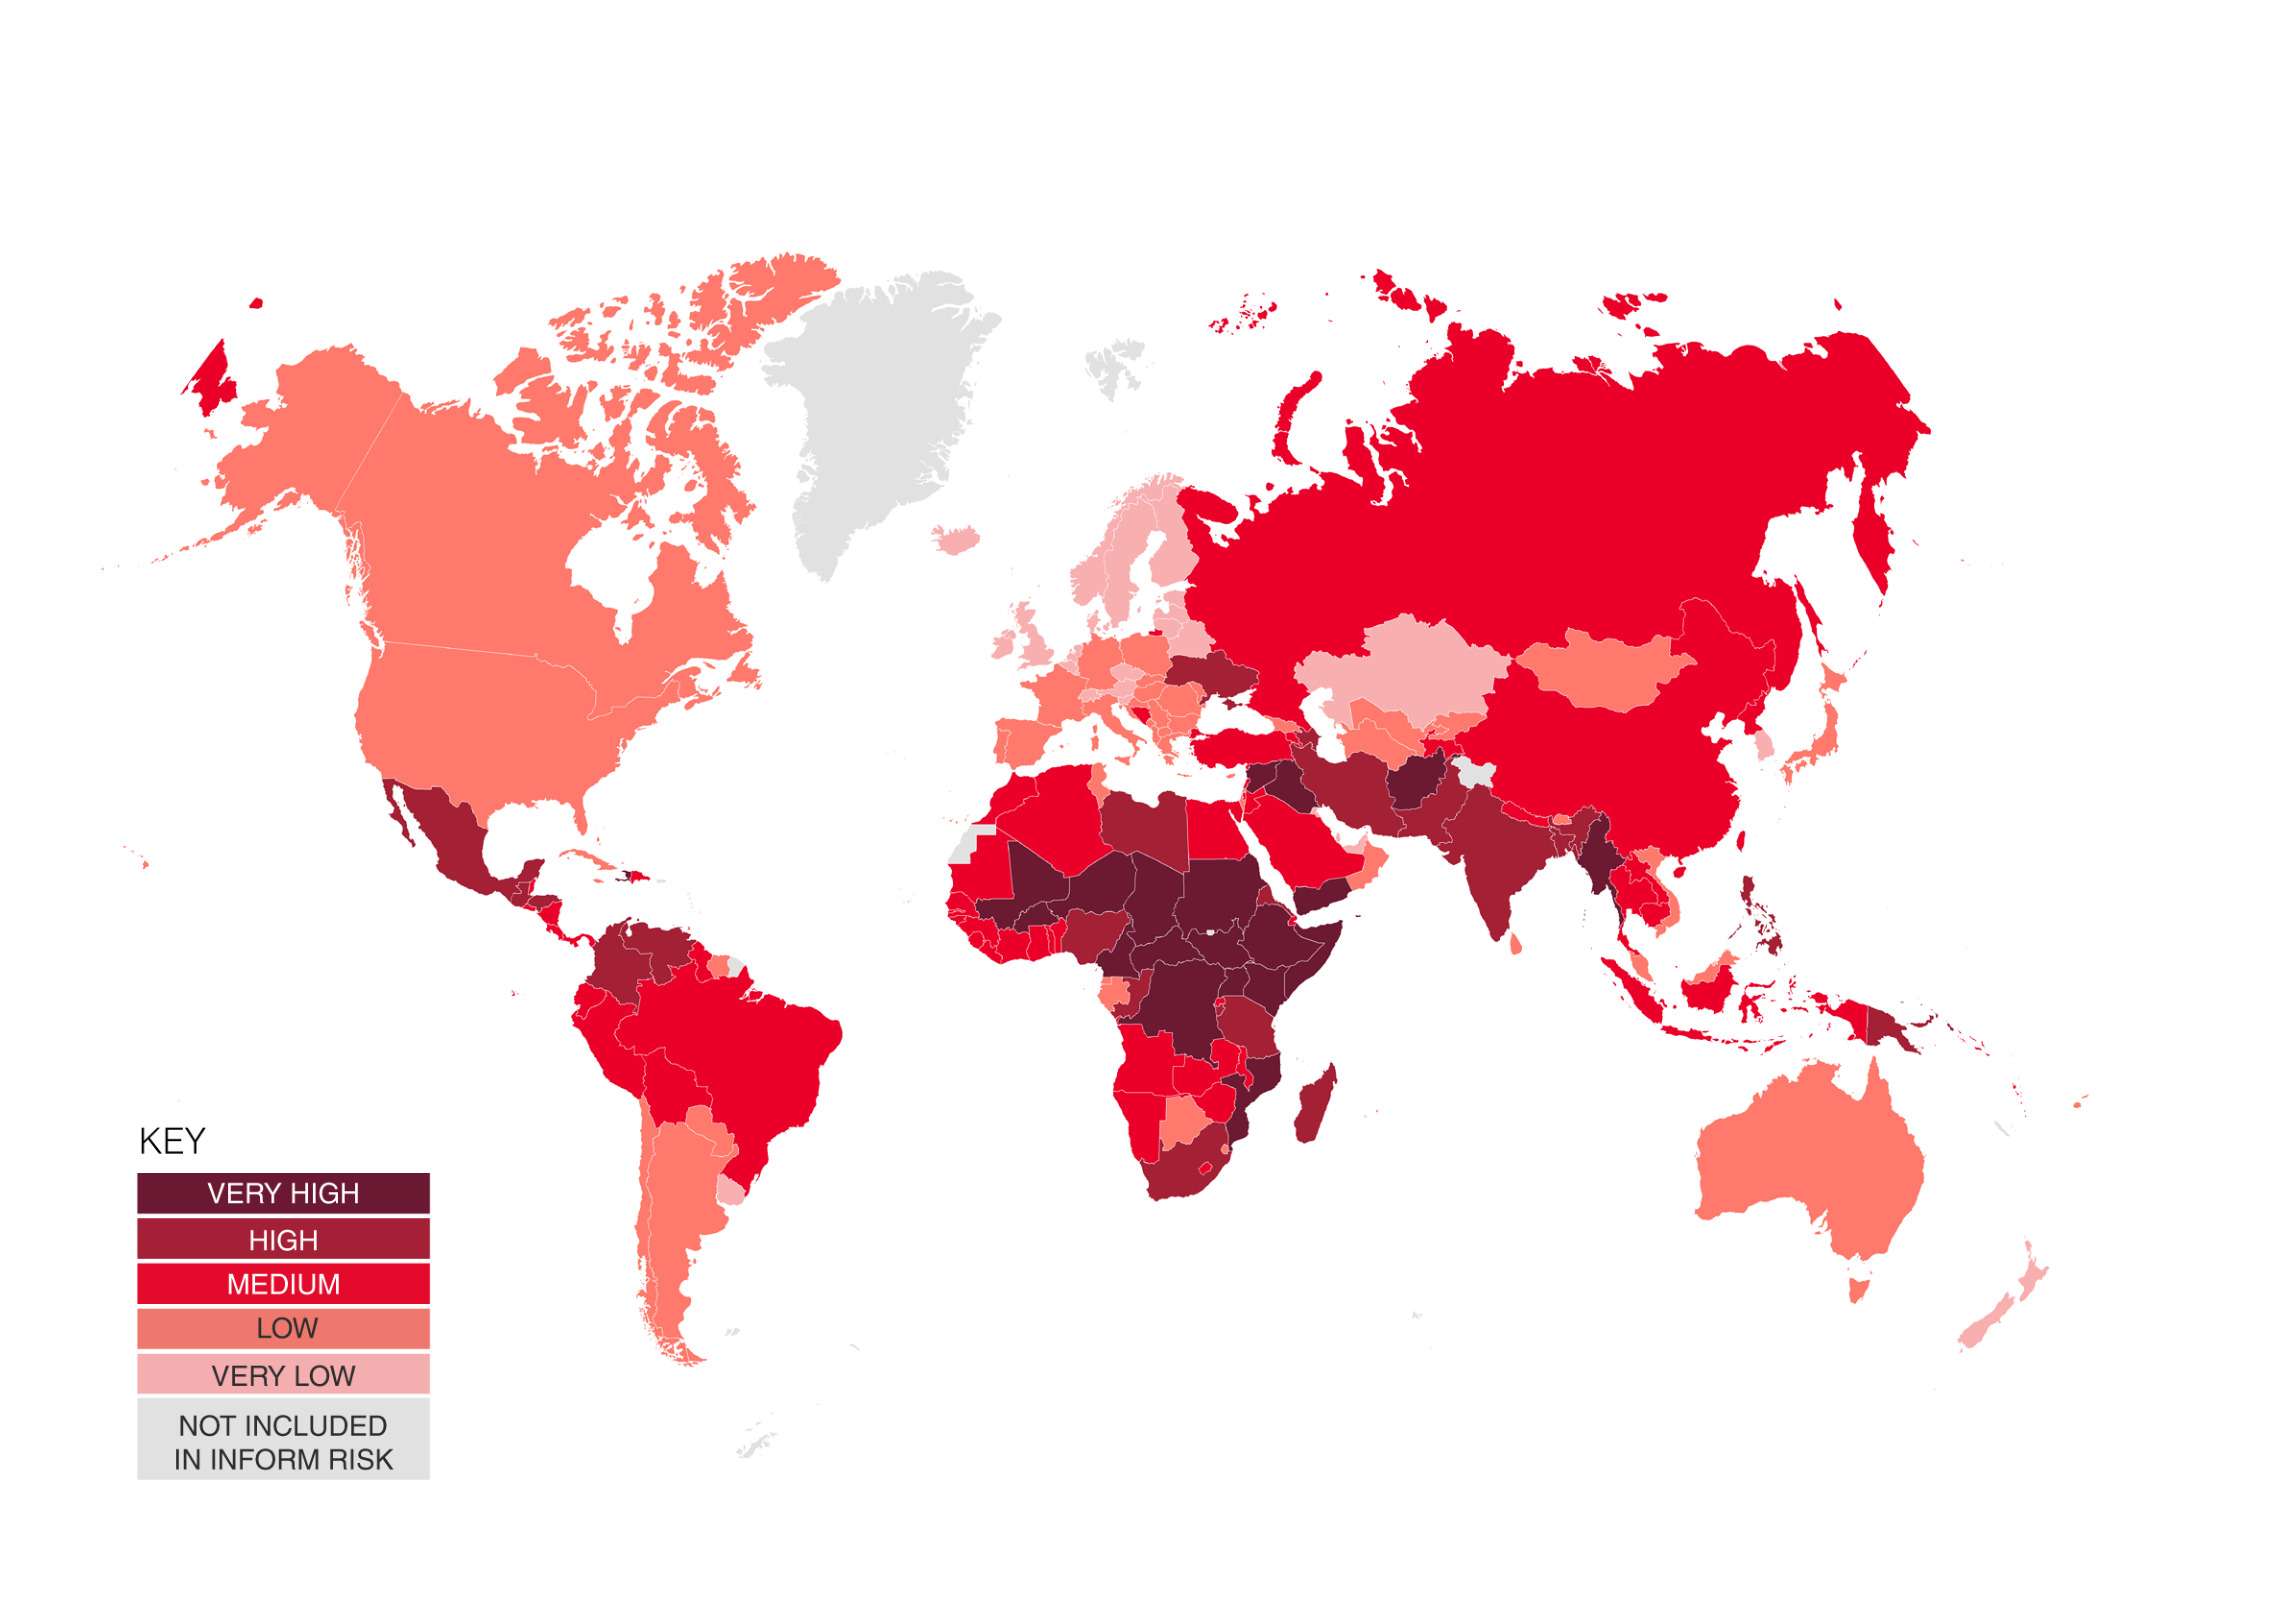 KEY
VERY HIGH
HIGH
MEDIUM
LOW
VERY LOW
NOT INCLUDED
IN INFORM RISK